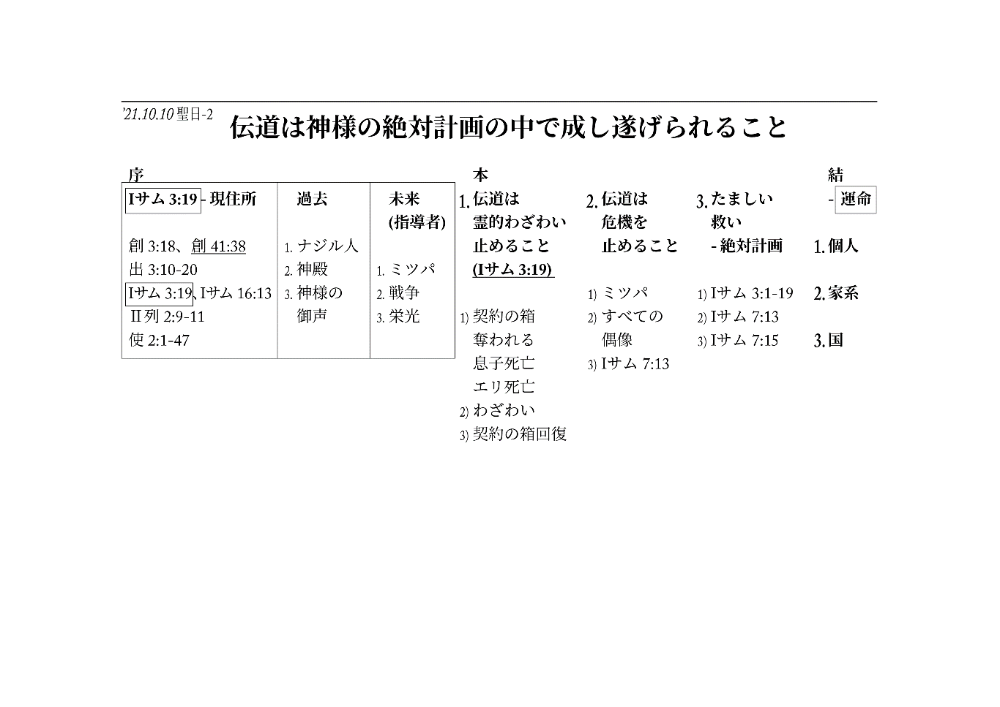 '21.10.10聖日-2
伝道は神様の絶対計画の中で成し遂げられること
序
Iサム 3:19 - 現住所
創 3:18、創 41:38
出 3:10-20
Iサム 3:19、Iサム 16:13
Ⅱ列 2:9-11
使 2:1-47
過去
1. ナジル人
2. 神殿
3. 神様の
御声
未来
(指導者)
1. ミツパ
2. 戦争
3. 栄光
本
1. 伝道は
霊的わざわい
止めること
(Iサム 3:19)
1) 契約の箱
奪われる
息子死亡
エリ死亡
2) わざわい
3) 契約の箱回復
2. 伝道は
危機を
止めること
1) ミツパ
2) すべての
偶像
3) Iサム 7:13
3. たましい
救い
- 絶対計画
1) Iサム 3:1-19
2) Iサム 7:13
3) Iサム 7:15
結
- 運命
1. 個人
2. 家系
3. 国